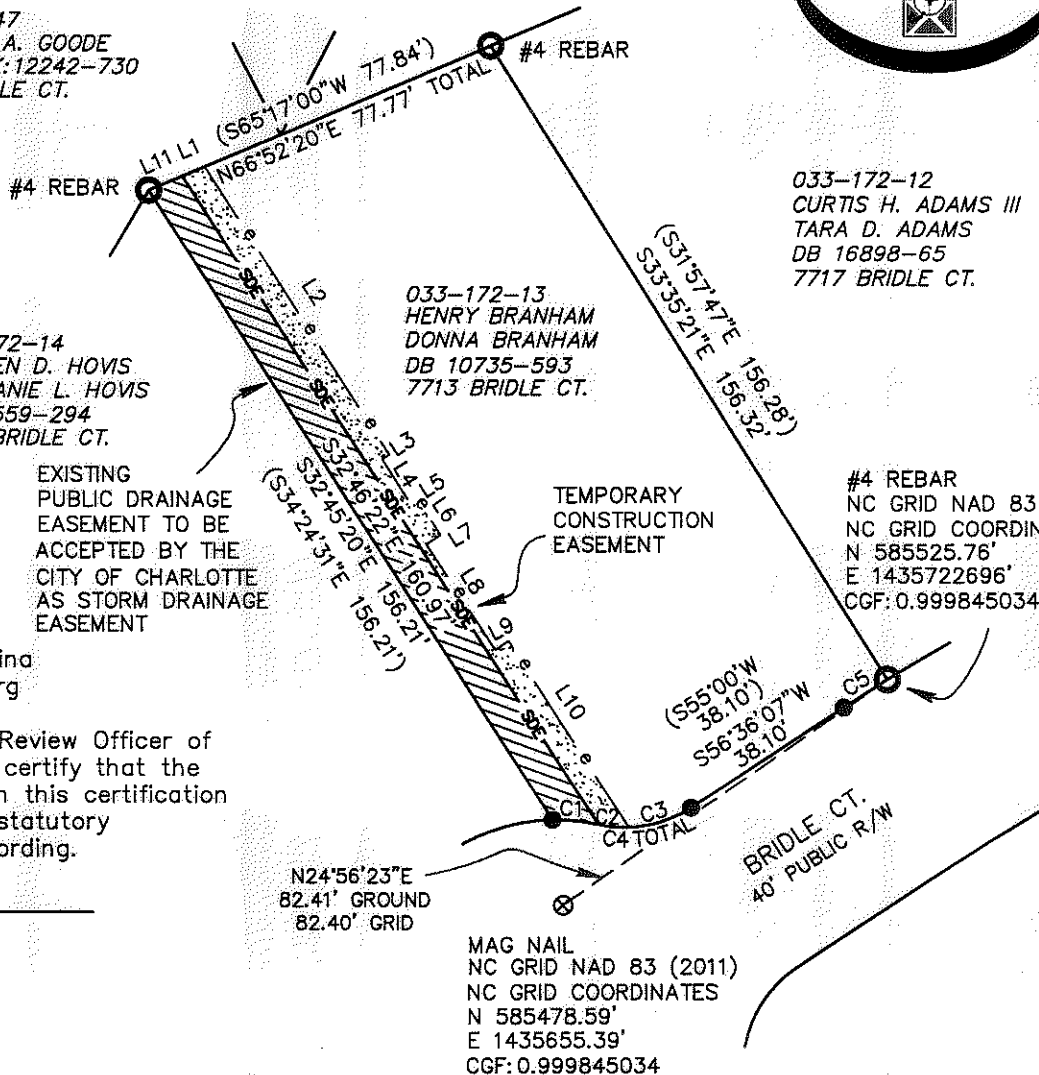 47
A. GOODE
:12242-730
LE CT.
#4 REBAR
#4 REBAR
L11 L1
(S65°17'00"W 77.84')
N66°52'20"E 77.77' TOTAL
033-172-12
CURTIS H. ADAMS III
TARA D. ADAMS
DB 16898-65
7717 BRIDLE CT.
033-172-13
HENRY BRANHAM
DONNA BRANHAM
DB 10735-593
7713 BRIDLE CT.
(S31°57'47"E 156.28')
S33°35'21"E 156.32'
72-14
EN D. HOVIS
ANIE L. HOVIS
559-294
BRIDLE CT.
EXISTING
PUBLIC DRAINAGE
EASEMENT TO BE
ACCEPTED BY THE
CITY OF CHARLOTTE
AS STORM DRAINAGE
EASEMENT
e
SDE
L2
e
SDE
e
L3
L4
L5
L6
L7
e
SDE
L8
e
SDE
L9
e
L10
SDE
e
S32°46'22"E 160.97'
S32°45'20"E 156.21'
(S34°24'31"E 156.21')
TEMPORARY
CONSTRUCTION
EASEMENT
#4 REBAR
NC GRID NAD 83
NC GRID COORDIN
N 585525.76'
E 1435722696'
CGF: 0.999845034
ina
rg
Review Officer of
certify that the
n this certification
statutory
ording.
(S55°00'W
38.10')
S56°36'07"W
38.10'
C5
C1
C2
C3
C4 TOTAL
BRIDLE CT.
40' PUBLIC R/W
N24°56'23"E
82.41' GROUND
82.40' GRID
MAG NAIL
NC GRID NAD 83 (2011)
NC GRID COORDINATES
N 585478.59'
E 1435655.39'
CGF: 0.999845034